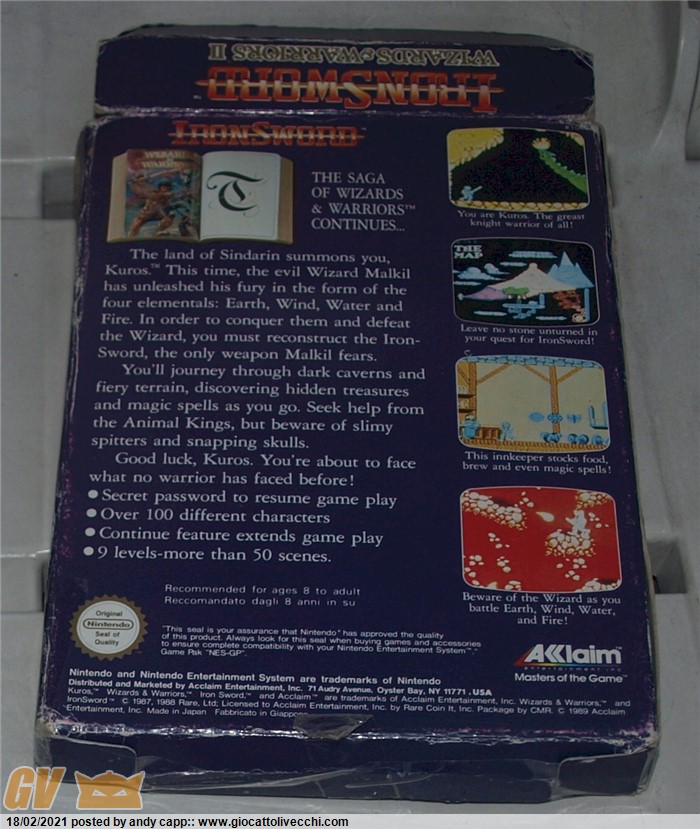 WIZARDS & WARRIORS II
IRONSWORD
IRONSWORD™
WIZARDS
& WARRIORS
T
THE SAGA
OF WIZARDS
& WARRIORS™
CONTINUES...
The land of Sindarin summons you,
Kuros.™ This time, the evil Wizard Malkil
has unleashed his fury in the form of the
four elementals: Earth, Wind, Water and
Fire. In order to conquer them and defeat
the Wizard, you must reconstruct the Iron-
Sword, the only weapon Malkil fears.
You'll journey through dark caverns and
fiery terrain, discovering hidden treasures
and magic spells as you go. Seek help from
the Animal Kings, but beware of slimy
spitters and snapping skulls.
Good luck, Kuros. You're about to face
what no warrior has faced before!
● Secret password to resume game play
● Over 100 different characters
● Continue feature extends game play
● 9 levels-more than 50 scenes.
You are Kuros. The greast
knight warrior of all!
THE
MAP
Leave no stone unturned in
your quest for IronSword!
This innkeeper stocks food,
brew and even magic spells!
Beware of the Wizard as you
battle Earth, Wind, Water,
and Fire!
Recommended for ages 8 to adult
Reccomandato dagli 8 anni in su
Original
Nintendo
Seal of
Quality
"This seal is your assurance that Nintendo® has approved the quality
of this product. Always look for this seal when buying games and accessories
to ensure complete compatibility with your Nintendo Entertainment System™."
Game Pak "NES-GP".
AKklaim™
entertainment, inc.
Masters of the Game™
Nintendo and Nintendo Entertainment System are trademarks of Nintendo
Distributed and Marketed by Acclaim Entertainment, Inc. 71 Audry Avenue, Oyster Bay, NY 11771. USA
Kuros,™ Wizards & Warriors,™ Iron Sword,™ and Acclaim™ are trademarks of Acclaim Entertainment, Inc. Wizards & Warriors,™ and
IronSword™ © 1987, 1988 Rare, Ltd; Licensed to Acclaim Entertainment, Inc. by Rare Coin It, Inc. Package by CMR. © 1989 Acclaim
Entertainment, Inc. Made in Japan Fabbricato in
GV
18/02/2021 posted by andy capp:: www.giocattolivecchi.com